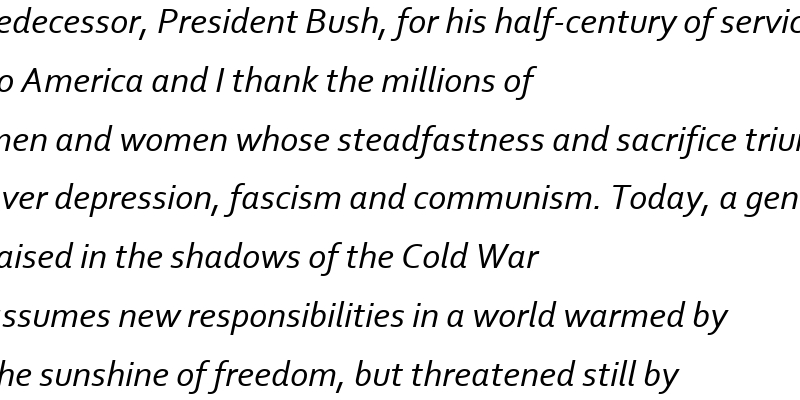 edecessor, President Bush, for his half-century of servic
o America and I thank the millions of
men and women whose steadfastness and sacrifice triu
ver depression, fascism and communism. Today, a gen
aised in the shadows of the Cold War
ssumes new responsibilities in a world warmed by
he sunshine of freedom, but threatened still by